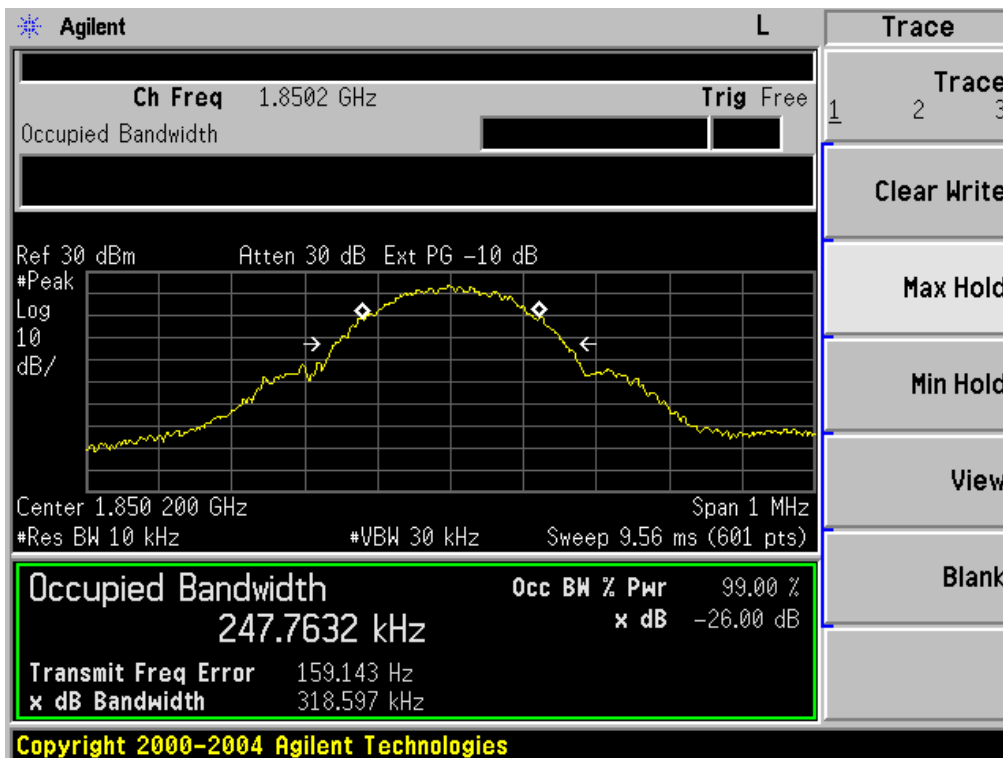 Agilent L Trace
Ch Freq 1.8502 GHz Trig Free
Occupied Bandwidth
Trace
1 2 3
Clear Write
Max Hold
Min Hold
View
Blank
Ref 30 dBm Atten 30 dB Ext PG -10 dB
#Peak
Log
10
dB/
Center 1.850 200 GHz Span 1 MHz
#Res BW 10 kHz #VBW 30 kHz Sweep 9.56 ms (601 pts)
Occupied Bandwidth Occ BW % Pwr 99.00 %
247.7632 kHz x dB -26.00 dB
Transmit Freq Error 159.143 Hz
x dB Bandwidth 318.597 kHz
Copyright 2000-2004 Agilent Technologies